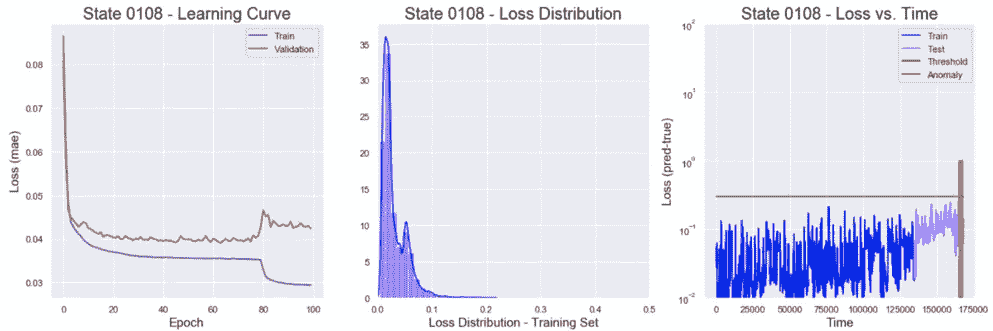 State 0108 - Learning Curve
Train
Validation
Loss (mae)
0.08
0.07
0.06
0.05
0.04
0.03
0
20
40
60
80
100
Epoch
State 0108 - Loss Distribution
35
30
25
20
15
10
5
0
0.0
0.1
0.2
0.3
0.4
0.5
Loss Distribution - Training Set
State 0108 - Loss vs. Time
Train
Test
Threshold
Anomaly
Loss (pred-true)
10²
10¹
10⁰
10⁻¹
10⁻²
0
25000
50000
75000
100000
125000
150000
175000
Time